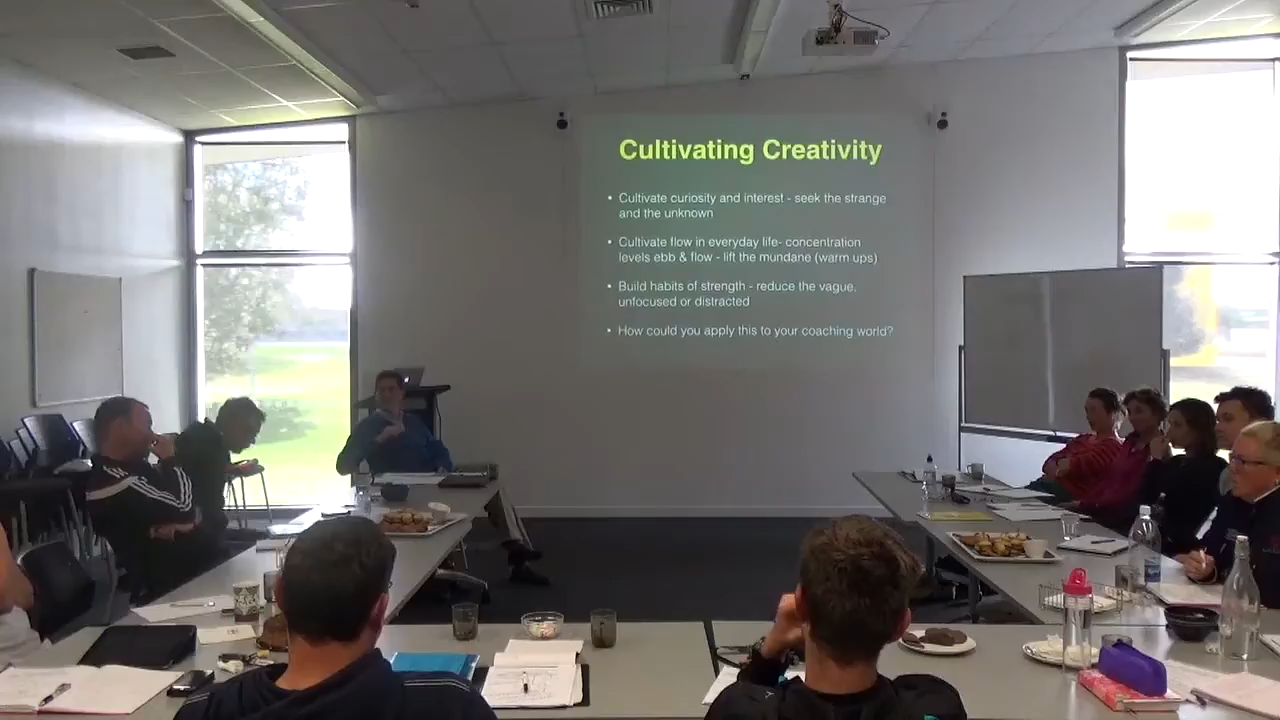 Cultivating Creativity
• Cultivate curiosity and interest - seek the strange
and the unknown
• Cultivate flow in everyday life- concentration
levels ebb & flow - lift the mundane (warm ups)
• Build habits of strength - reduce the vague,
unfocused or distracted
• How could you apply this to your coaching world?